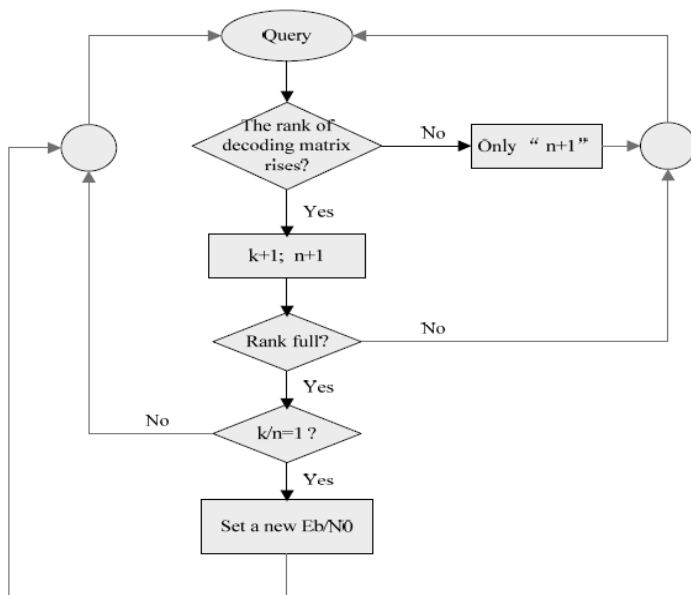 Query
The rank of
decoding matrix
rises?
No
Only “ n+1”
Yes
k+1; n+1
Rank full?
No
Yes
No
k/n=1 ?
Yes
Set a new Eb/N0